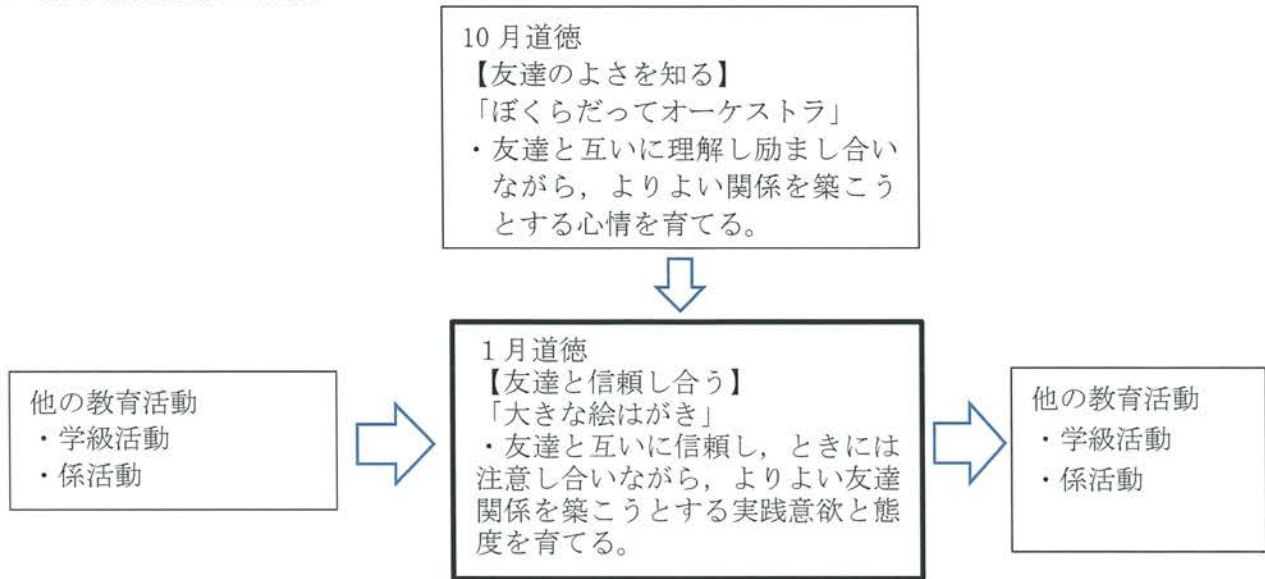 10月道徳
【友達のよさを知る】
「ぼくらだってオーケストラ」
・友達と互いに理解し励まし合い
ながら，よりよい関係を築こう
とする心情を育てる。
他の教育活動
・学級活動
・係活動
1月道徳
【友達と信頼し合う】
「大きな絵はがき」
・友達と互いに信頼し，ときには
注意し合いながら，よりよい友達
関係を築こうとする実践意欲と態
度を育てる。
他の教育活動
・学級活動
・係活動